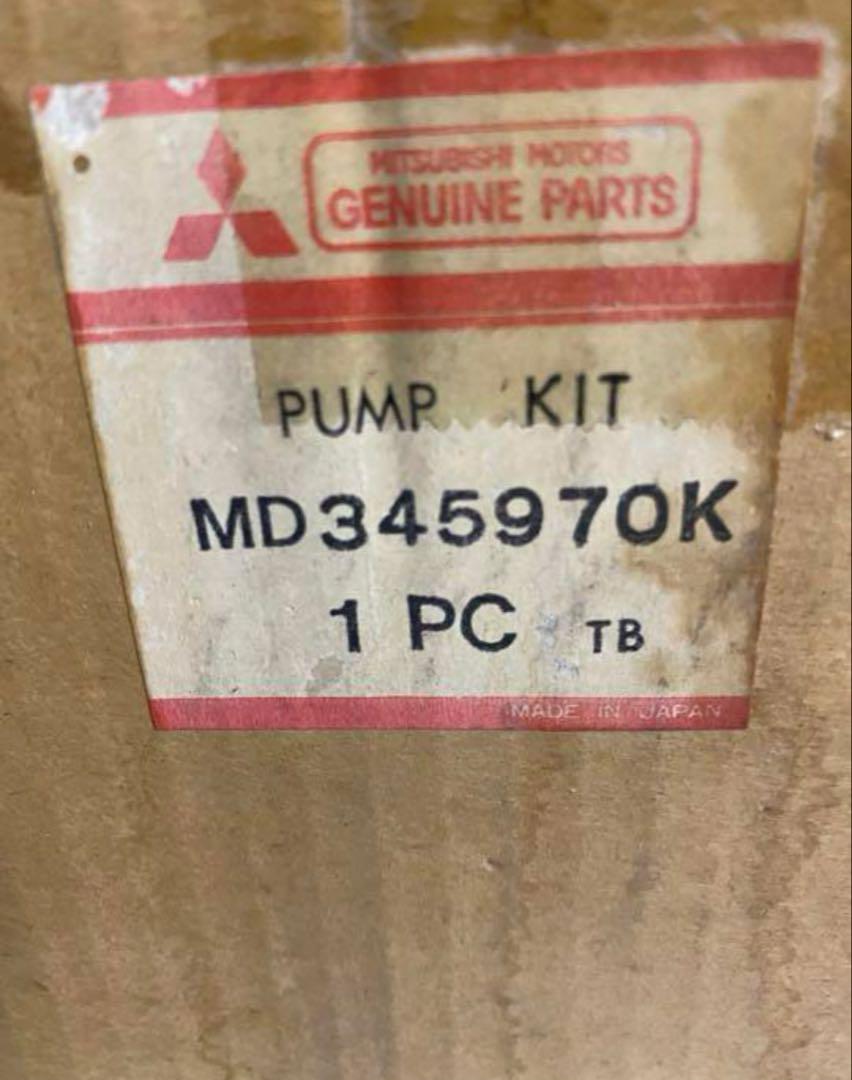 MITSUBISHI MOTORS
GENUINE PARTS
PUMP KIT
MD345970K
1 PC TB
MADE IN JAPAN